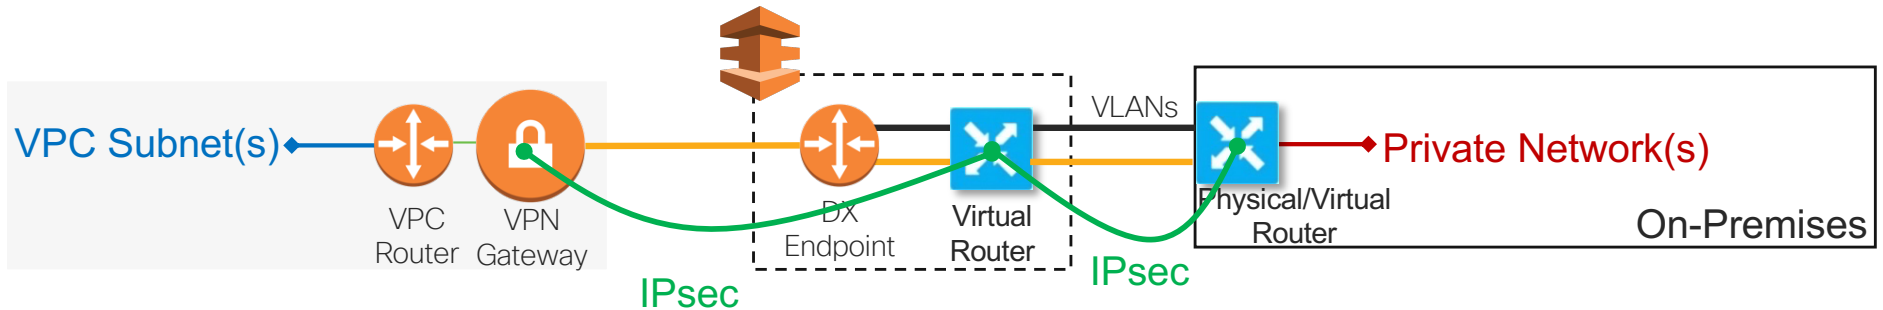 VPC Subnet(s)
VPC
Router
VPN
Gateway
IPsec
DX
Endpoint
Virtual
Router
VLANs
IPsec
Physical/Virtual
Router
Private Network(s)
On-Premises